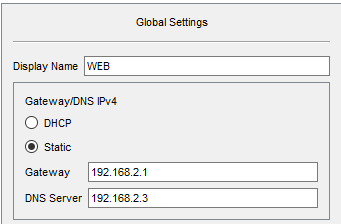 Global Settings
Display Name WEB
Gateway/DNS IPv4
DHCP
Static
Gateway 192.168.2.1
DNS Server 192.168.2.3